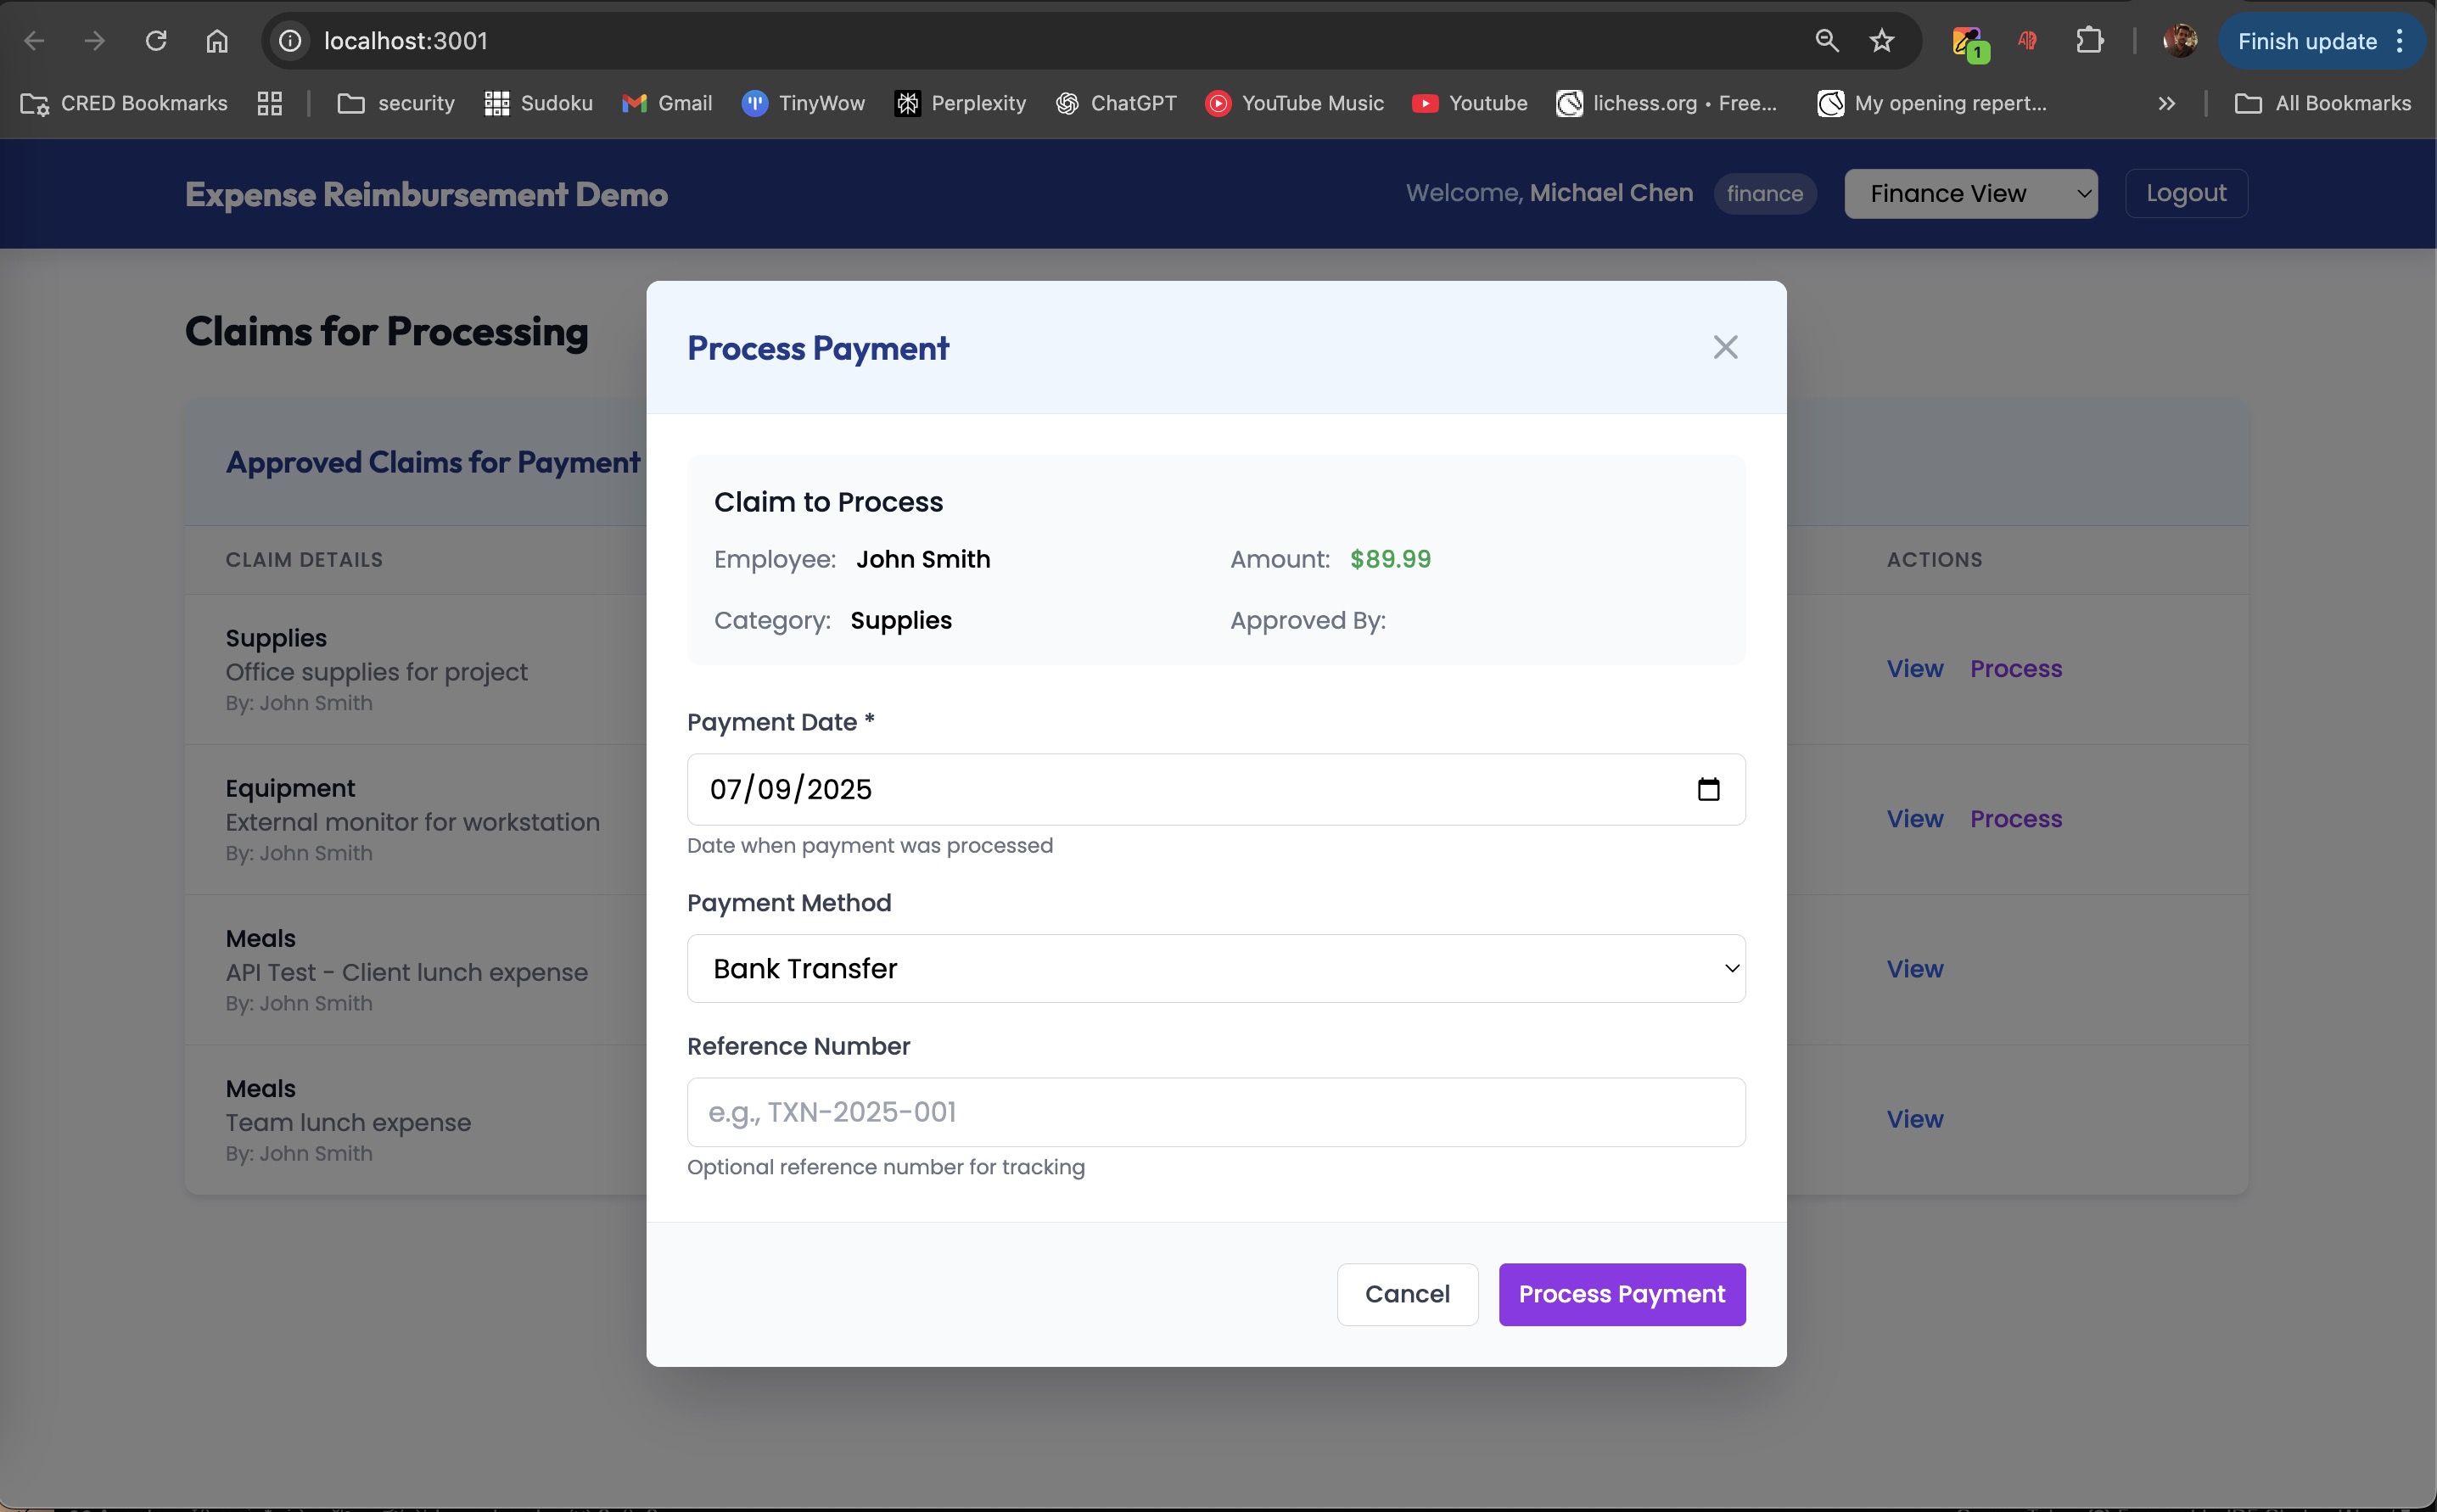 localhost:3001
1
Finish update
CRED Bookmarks
security
Sudoku
Gmail
TinyWow
Perplexity
ChatGPT
YouTube Music
Youtube
lichess.org • Free...
My opening repert...
All Bookmarks
Expense Reimbursement Demo
Welcome, Michael Chen
finance
Finance View
Logout
Claims for Processing
Approved Claims for Payment
CLAIM DETAILS
ACTIONS
Supplies
Office supplies for project
By: John Smith
View Process
Equipment
External monitor for workstation
By: John Smith
View Process
Meals
API Test - Client lunch expense
By: John Smith
View
Meals
Team lunch expense
By: John Smith
View
Process Payment
Claim to Process
Employee: John Smith
Amount: $89.99
Category: Supplies
Approved By:
Payment Date *
07/09/2025
Date when payment was processed
Payment Method
Bank Transfer
Reference Number
e.g., TXN-2025-001
Optional reference number for tracking
Cancel
Process Payment